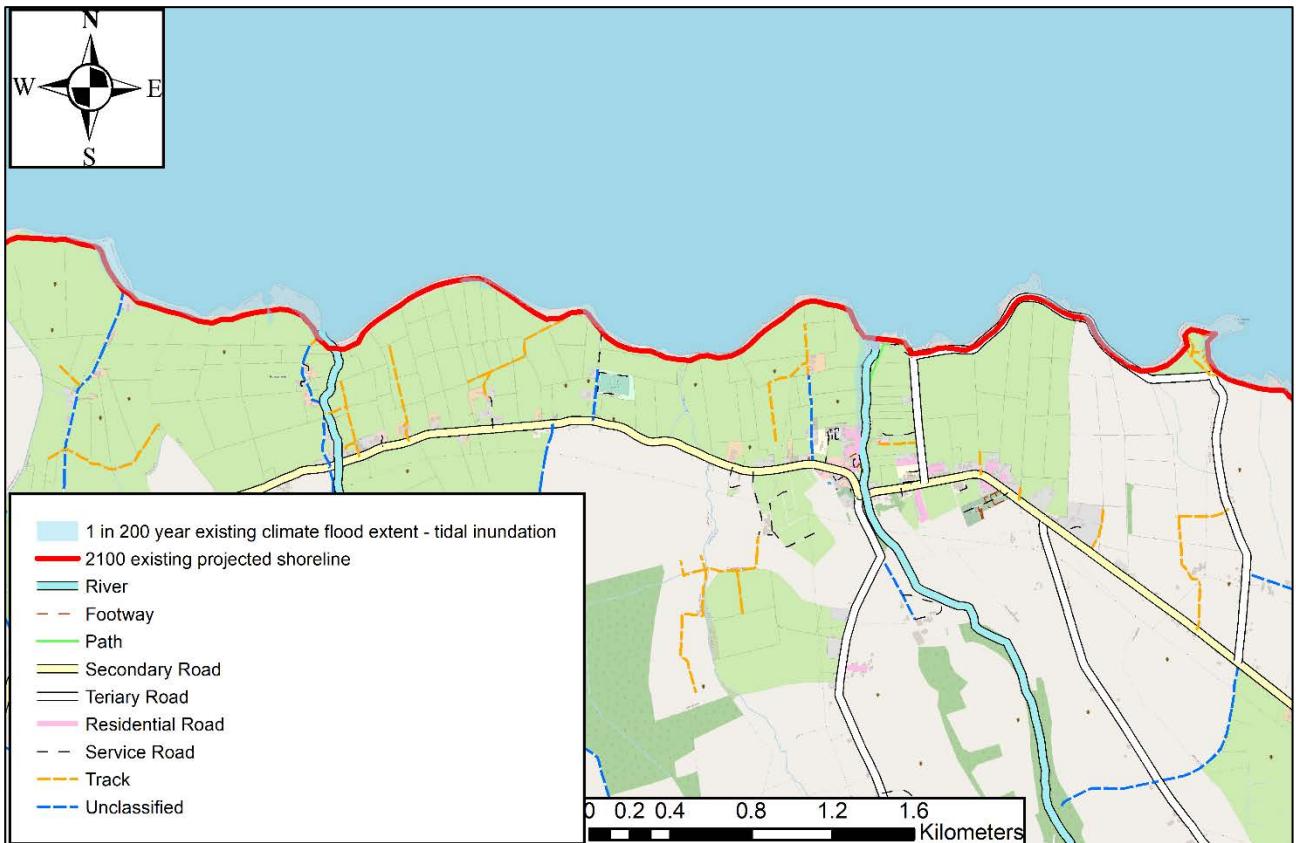 N
W E
S
1 in 200 year existing climate flood extent - tidal inundation
2100 existing projected shoreline
River
Footway
Path
Secondary Road
Teriary Road
Residential Road
Service Road
Track
Unclassified
0 0.2 0.4 0.8 1.2 1.6
Kilometers